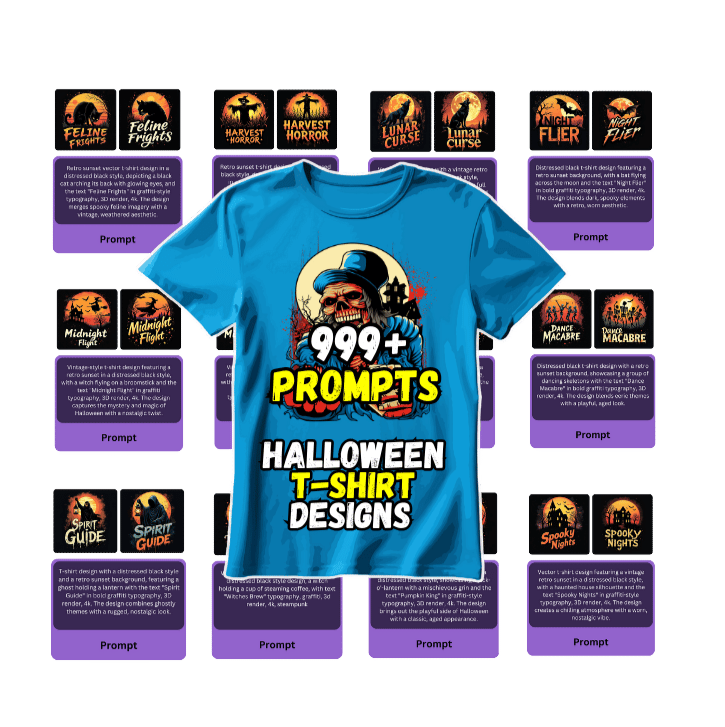 FELINE
FRIGHTS
Feline
Frights
HARVEST
HORROR
HARVEST
HORROR
LUNAR
CURSE
Lunar
Curse
NIGHT
FLIER
NIGHT
FLIER
Retro sunset vector t-shirt design in
distressed black style, depicting a black
cat arching its back with glowing eyes, and
the text "Feline Frights" in graffiti-style
typography, 3D render, 4k. The design
merges spooky feline imagery with a
vintage, weathered aesthetic.
Prompt
Retro sunset t-shirt
with a vintage retro
style,
full
Distressed black t-shirt design featuring a
retro sunset background, with a bat flying
across the moon and the text "Night Flier"
in bold graffiti typography, 3D render,
4k. The design blends dark, spooky elements
with a retro, worn aesthetic.
Prompt
Midnight
Flight
Midnight
Flight
Vintage-style t-shirt design featuring a
retro sunset in a distressed black style,
with a witch flying on a broomstick and the
text "Midnight Flight" in graffiti
typography, 3D render, 4k. The design
captures the mystery and magic of
Halloween with a nostalgic twist.
Prompt
999+
PROMPTS
HALLOWEEN
T-SHIRT
DESIGNS
DANCE
MACABRE
DANCE
MACABRE
Distressed black t-shirt design with a retro
sunset background, showcasing a group of
dancing skeletons with the text "Dance
Macabre" in bold graffiti typography, 3D
render, 4k. The design blends eerie themes
with a playful, aged look.
Prompt
SPIRIT
GUIDE
SPIRIT
GUIDE
T-shirt design with a distressed black style
and a retro sunset background, featuring a
ghost holding a lantern with the text "Spirit
Guide" in bold graffiti typography, 3D
render, 4k. The design combines ghostly
themes with a rugged, nostalgic look.
Prompt
distressed black style design, a witch
holding a cup of steaming coffee, with text
"Witches Brew" typography, graffiti, 3d
render, 4k, steampunk
Prompt
distressed black style,
o'-lantern with a mischievous grin and the
text "Pumpkin King" in graffiti-style
typography, 3D render, 4k. The design
brings out the playful side of Halloween
with a classic, aged appearance.
Prompt
Spooky
Nights
SPOOKY
NIGHTS
Vector t-shirt design featuring a vintage
retro sunset in a distressed black style,
with a haunted house silhouette and the
text "Spooky Nights" in graffiti-style
typography, 3D render, 4k. The design
creates a chilling atmosphere with a worn,
nostalgic vibe.
Prompt